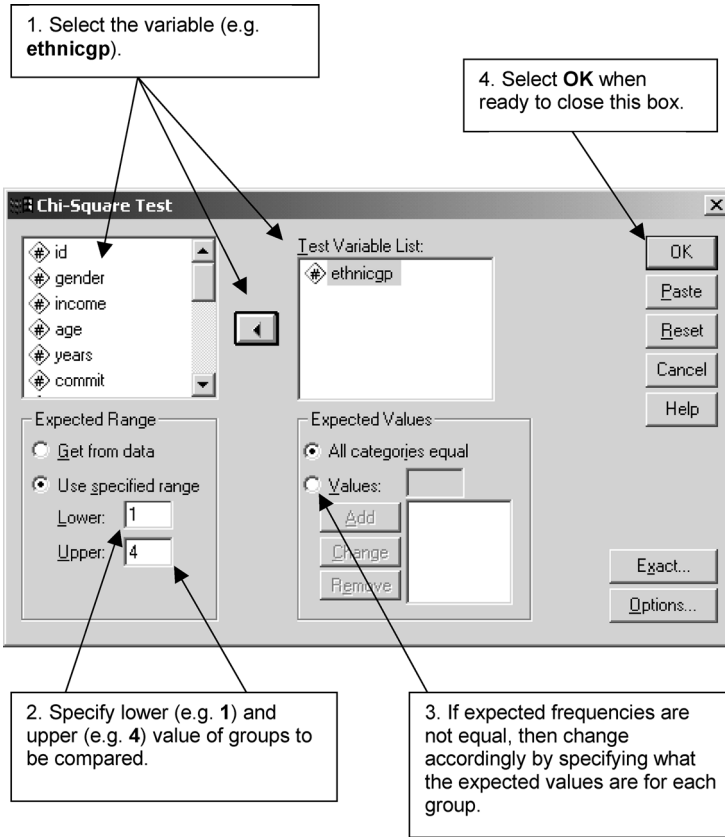 1. Select the variable (e.g.
ethnicgp).
4. Select OK when
ready to close this box.
Chi-Square Test
id
gender
income
age
years
commit
Test Variable List:
ethnicgp
OK
Paste
Reset
Cancel
Help
Expected Range
Get from data
Use specified range
Lower: 1
Upper: 4
Expected Values
All categories equal
Values:
Add
Change
Remove
Exact...
Options...
2. Specify lower (e.g. 1) and
upper (e.g. 4) value of groups to
be compared.
3. If expected frequencies are
not equal, then change
accordingly by specifying what
the expected values are for each
group.